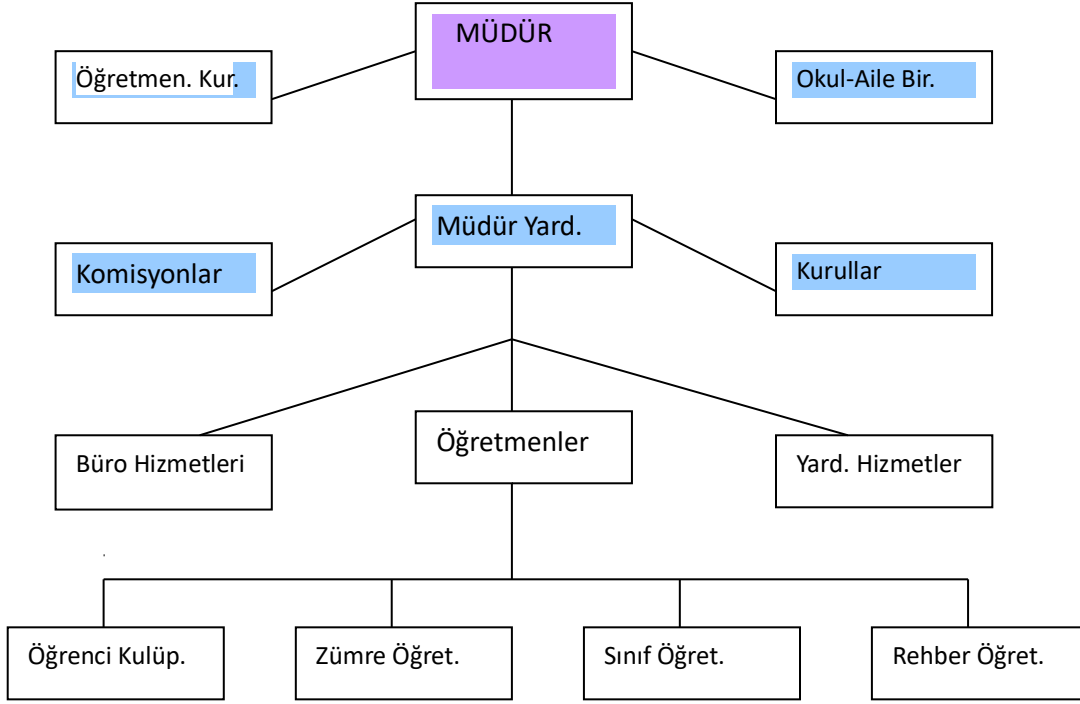 MÜDÜR
Öğretmen. Kur.
Okul-Aile Bir.
Müdür Yard.
Komisyonlar
Kurullar
Büro Hizmetleri
Öğretmenler
Yard. Hizmetler
Öğrenci Kulüp.
Zümre Öğret.
Sınıf Öğret.
Rehber Öğret.